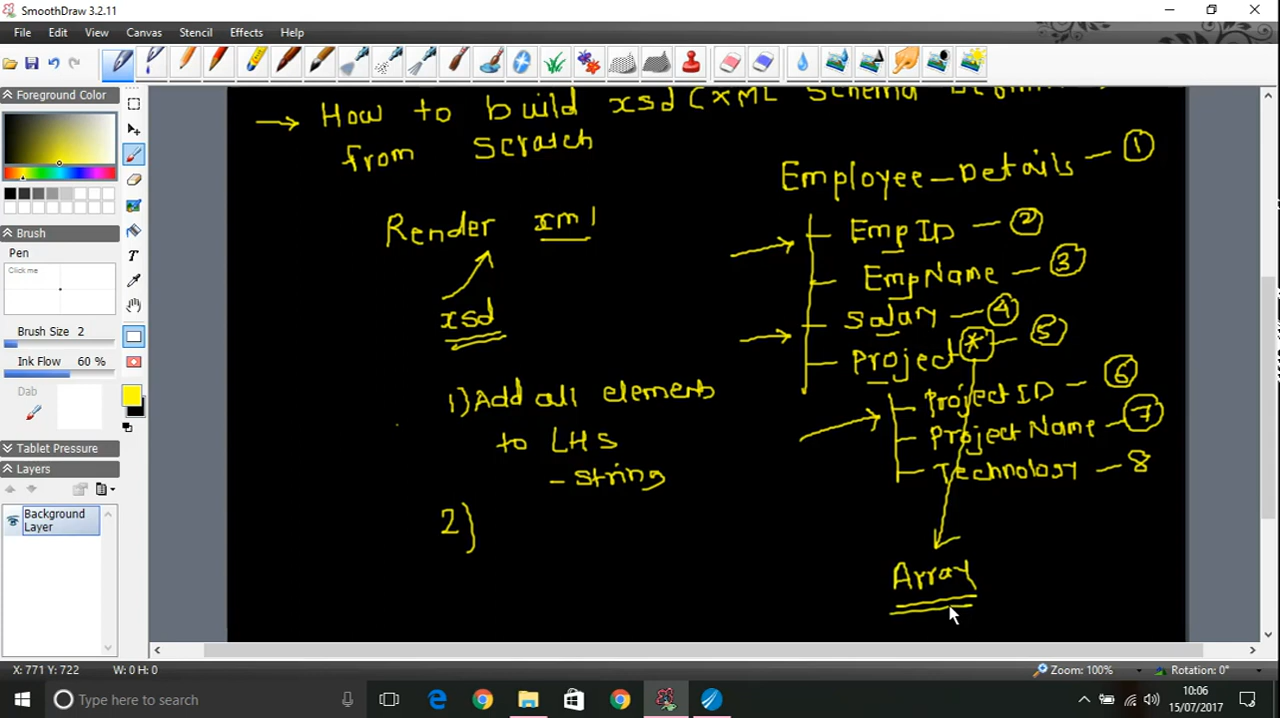 SmoothDraw 3.2.11
File Edit View Canvas Stencil Effects Help
Foreground Color
Brush
Pen
Click me
Brush Size 2
Ink Flow 60 %
Dab
Tablet Pressure
Layers
Background
Layer
→ How to build xsd (XML Schema
from scratch
Render xml
xsd
1) Add all elements
to LHS
- string
2)
Employee-Details - 1
EmpID - 2
EmpName - 3
Salary - 4
Project * - 5
ProjectID - 6
Project Name - 7
Technology - 8
Array
X: 771 Y: 722 W: 0 H: 0
Zoom: 100% Rotation: 0°
Type here to search
10:06
15/07/2017